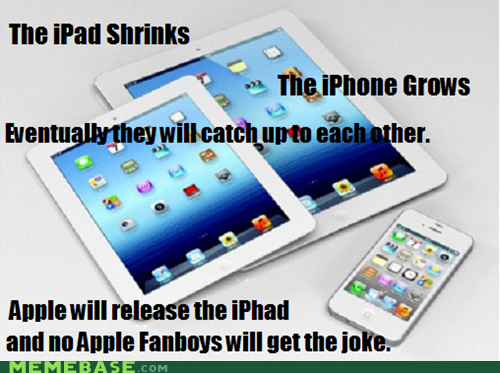 The iPad Shrinks
The iPhone Grows
Eventually they will catch up to each other.
Apple will release the iPhad
and no Apple Fanboys will get the joke.
MEMEBASE.com